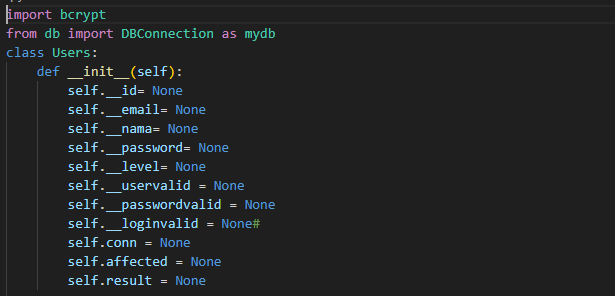 import bcrypt
from db import DBConnection as mydb
class Users:
    def __init__(self):
        self.__id= None
        self.__email= None
        self.__nama= None
        self.__password= None
        self.__level= None
        self.__uservalid = None
        self.__passwordvalid = None
        self.__loginvalid = None#
        self.conn = None
        self.affected = None
        self.result = None